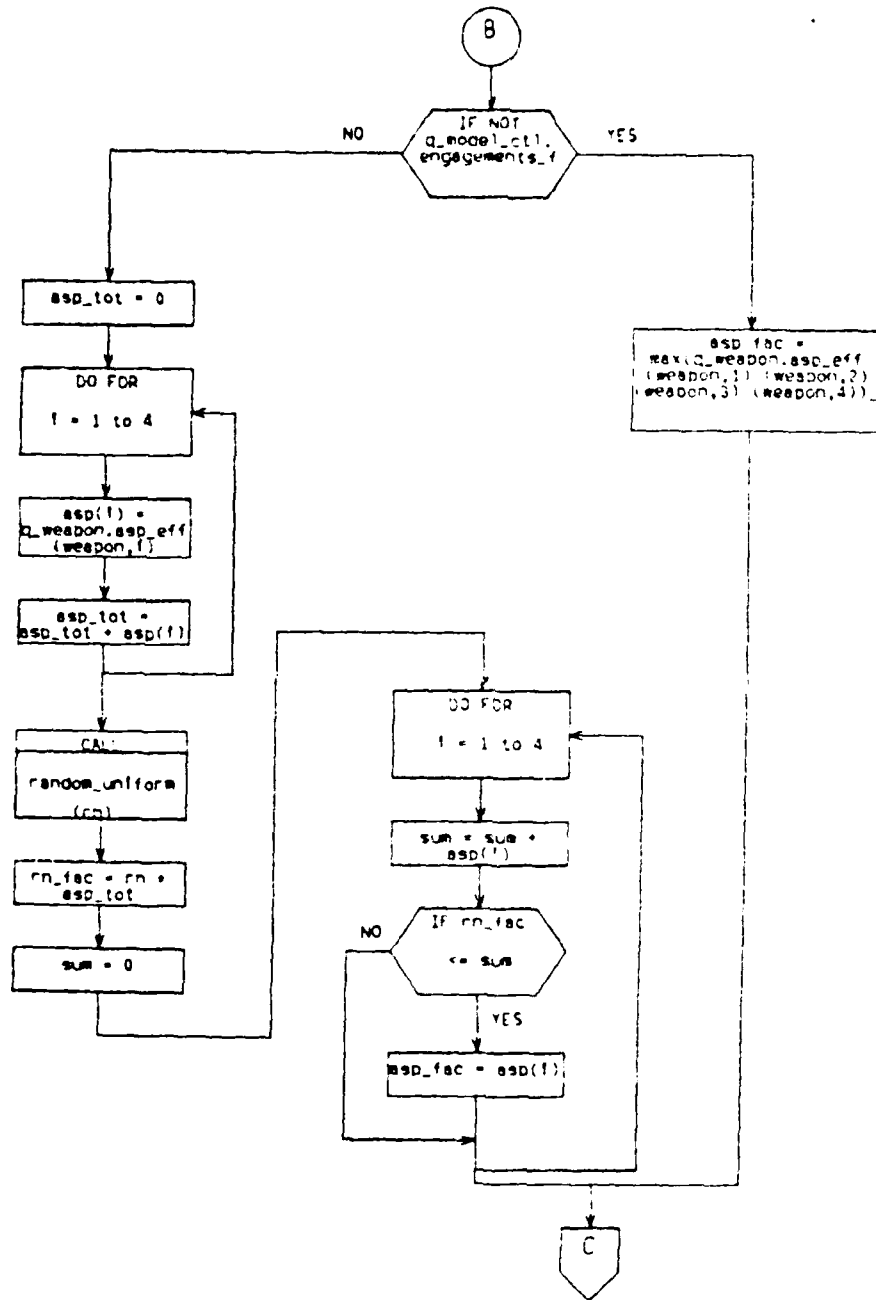 B
IF NOT
q_model_ctl.
engagements_f
NO
YES
asp_tot = 0
DO FOR
f = 1 to 4
asp(f) =
q_weapon.asp_eff
(weapon,f)
asp_tot =
asp_tot + asp(f)
CALL
random_uniform
(rn)
rn_fac = rn *
asp_tot
sum = 0
DO FOR
f = 1 to 4
sum = sum +
asp(f)
IF rn_fac
<= sum
NO
YES
asp_fac = asp(f)
asp_fac =
max(q_weapon.asp_eff
(weapon,1) (weapon,2)
(weapon,3) (weapon,4))
C